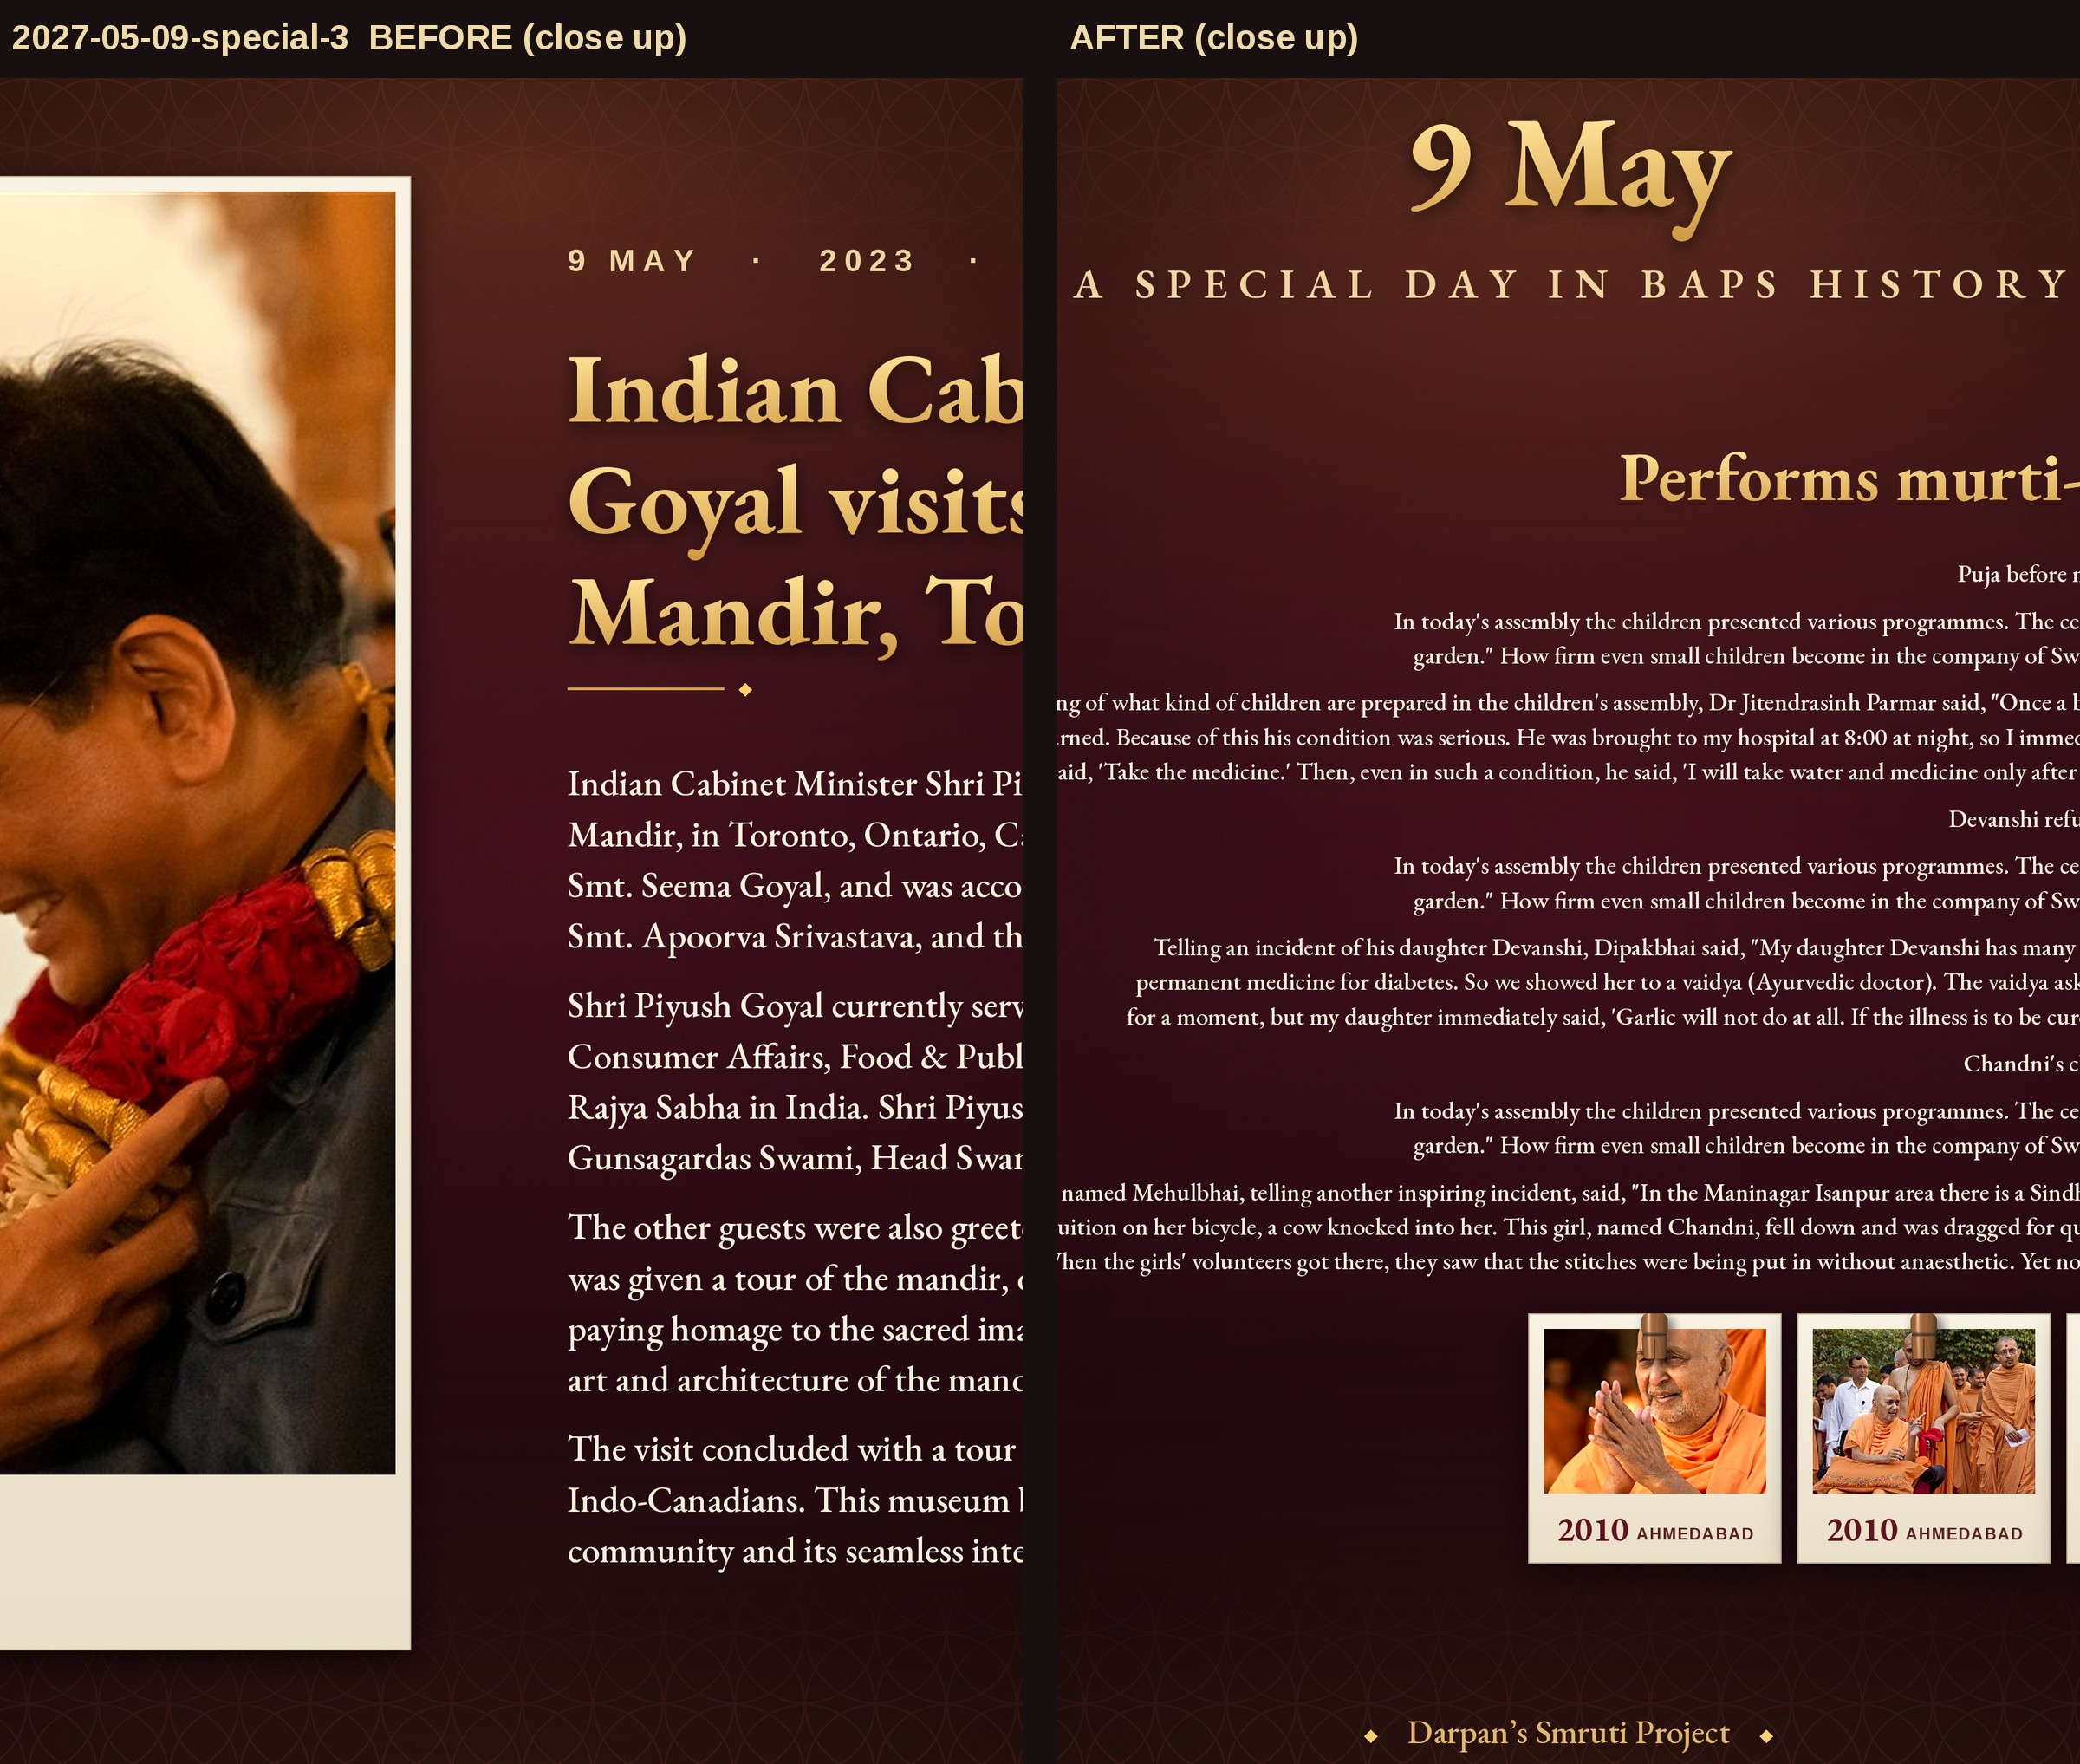 2027-05-09-special-3 BEFORE (close up)
9 MAY · 2023 ·
Indian Cab
Goyal visits
Mandir, To
Indian Cabinet Minister Shri Pi
Mandir, in Toronto, Ontario, Ca
Smt. Seema Goyal, and was acco
Smt. Apoorva Srivastava, and th
Shri Piyush Goyal currently serv
Consumer Affairs, Food & Publ
Rajya Sabha in India. Shri Piyus
Gunsagardas Swami, Head Swar
The other guests were also greet
was given a tour of the mandir,
paying homage to the sacred ima
art and architecture of the mand
The visit concluded with a tour
Indo-Canadians. This museum
community and its seamless inte
AFTER (close up)
9 May
A SPECIAL DAY IN BAPS HISTORY
Performs murti-
Puja before
In today's assembly the children presented various programmes. The ce
garden." How firm even small children become in the company of Sw
ng of what kind of children are prepared in the children's assembly, Dr Jitendrasinh Parmar said, "Once a b
rned. Because of this his condition was serious. He was brought to my hospital at 8:00 at night, so I immed
aid, 'Take the medicine.' Then, even in such a condition, he said, 'I will take water and medicine only after
Devanshi refu
In today's assembly the children presented various programmes. The ce
garden." How firm even small children become in the company of Sw
Telling an incident of his daughter Devanshi, Dipakbhai said, "My daughter Devanshi has many
permanent medicine for diabetes. So we showed her to a vaidya (Ayurvedic doctor). The vaidya ask
for a moment, but my daughter immediately said, 'Garlic will not do at all. If the illness is to be cur
Chandni's
In today's assembly the children presented various programmes. The ce
garden." How firm even small children become in the company of Sw
named Mehulbhai, telling another inspiring incident, said, "In the Maninagar Isanpur area there is a Sindh
uition on her bicycle, a cow knocked into her. This girl, named Chandni, fell down and was dragged for qu
hen the girls' volunteers got there, they saw that the stitches were being put in without anaesthetic. Yet no
2010 AHMEDABAD
2010 AHMEDABAD
Darpan’s Smruti Project